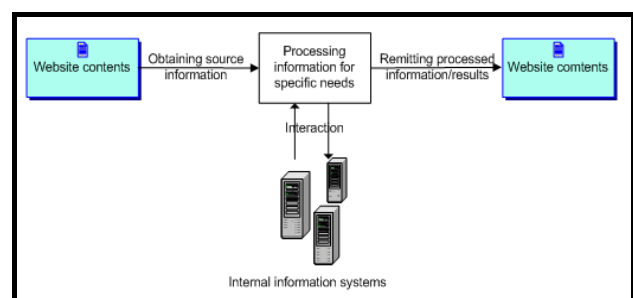 Website contents
Obtaining source
information
Processing
information for
specific needs
Remitting processed
information/results
Website comtents
Interaction
Internal information systems